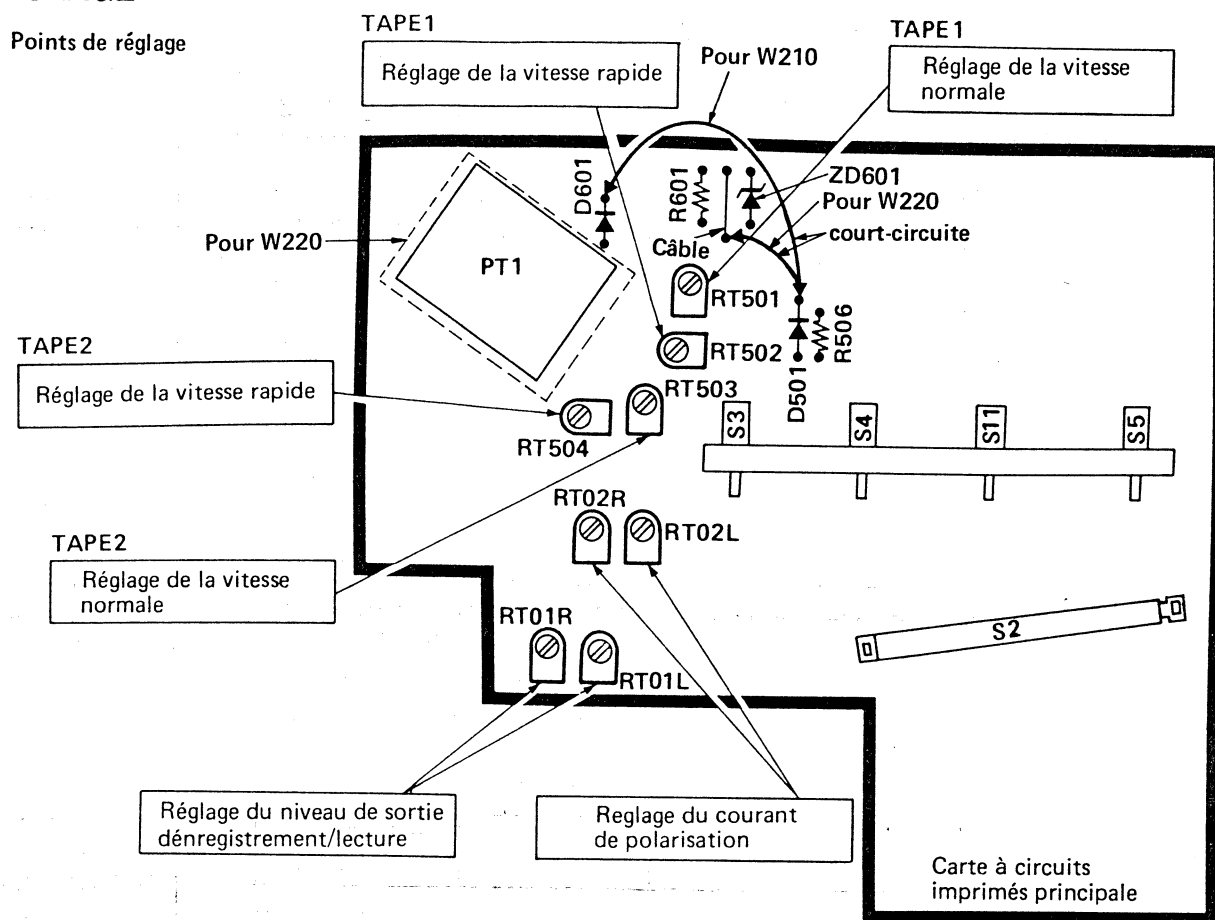 Points de réglage
TAPE1
Réglage de la vitesse rapide
Pour W210
TAPE1
Réglage de la vitesse
normale
D601
R601
ZD601
Pour W220
court-circuite
Câble
Pour W220
PT1
RT501
RT502
D501
R506
TAPE2
Réglage de la vitesse rapide
RT503
RT504
S3
S4
S11
S5
RT02R
RT02L
TAPE2
Réglage de la vitesse
normale
RT01R
RT01L
S2
Réglage du niveau de sortie
dénregistrement/lecture
Reglage du courant
de polarisation
Carte à circuits
imprimés principale